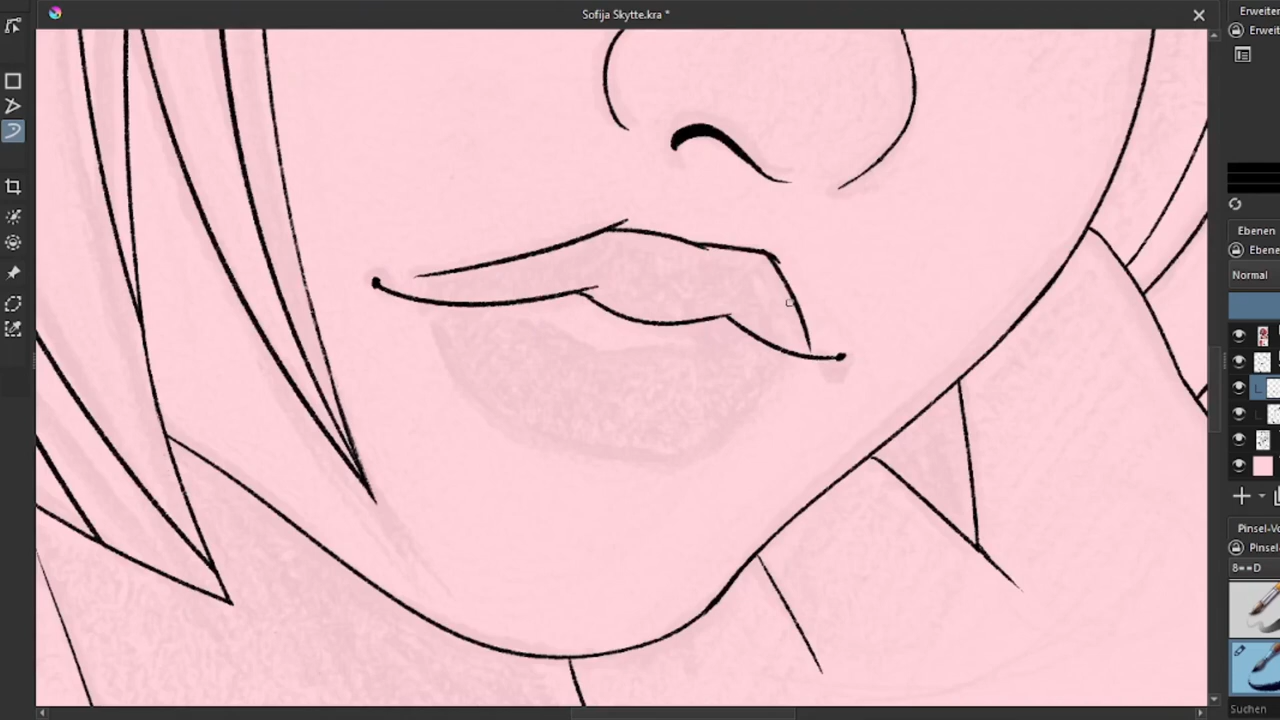 Sofija Skytte.kra *
Erweiter
Erweit
Ebenen
Ebene
Normal
Pinsel-Vo
Pinsel-
8==D
Suchen